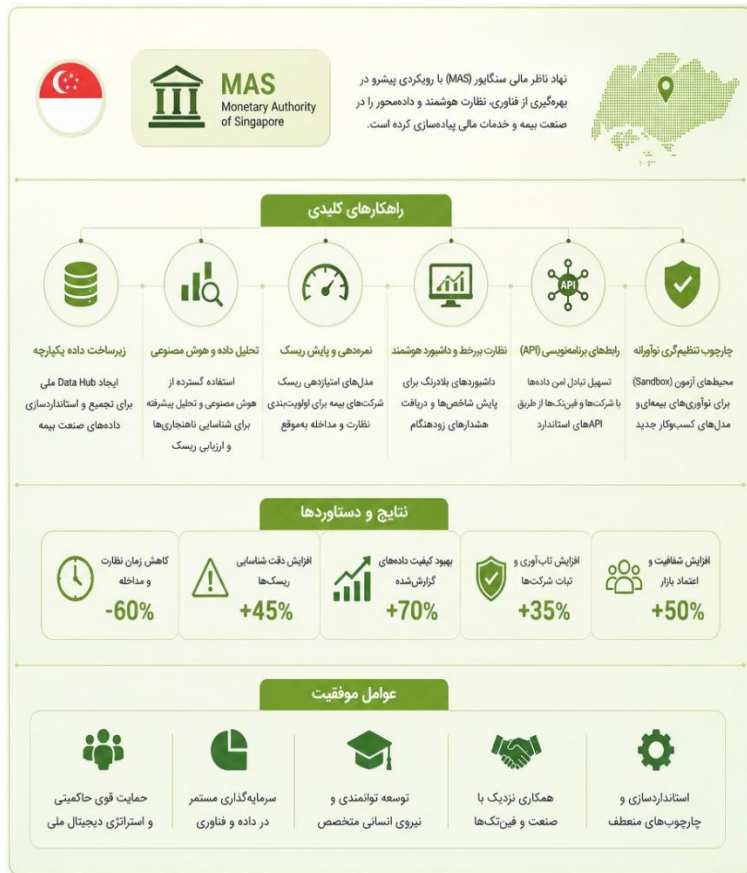 MAS
Monetary Authority
of Singapore
نهاد ناظر مالی سنگاپور (MAS) با رویکردی پیشرو در
بهره‌گیری از فناوری، نظارت هوشمند و داده‌محور را در
صنعت بیمه و خدمات مالی پیاده‌سازی کرده است.
راهکارهای کلیدی
چارچوب تنظیم‌گری نوآورانه
محیط‌های آزمون (Sandbox)
برای نوآوری‌های بیمه‌ای و
مدل‌های کسب‌وکار جدید
API
رابط‌های برنامه‌نویسی (API)
تسهیل تبادل امن داده‌ها
با شرکت‌ها و فین‌تک‌ها از طریق
APIهای استاندارد
نظارت برخط و داشبورد هوشمند
داشبوردهای بلادرنگ برای
پایش شاخص‌ها و دریافت
هشدارهای زودهنگام
نمره‌دهی و پایش ریسک
مدل‌های امتیازدهی ریسک
شرکت‌های بیمه برای اولویت‌بندی
نظارت و مداخله به‌موقع
تحلیل داده و هوش مصنوعی
استفاده گسترده از
هوش مصنوعی و تحلیل پیشرفته
برای شناسایی ناهنجاری‌ها
و ارزیابی ریسک
زیرساخت داده یکپارچه
ایجاد Data Hub ملی
برای تجمیع و استانداردسازی
داده‌های صنعت بیمه
نتایج و دستاوردها
افزایش شفافیت و
اعتماد بازار
+50%
افزایش تاب‌آوری و
ثبات شرکت‌ها
+35%
بهبود کیفیت داده‌های
گزارش‌شده
+70%
افزایش دقت شناسایی
ریسک‌ها
+45%
کاهش زمان نظارت
و مداخله
-60%
عوامل موفقیت
استانداردسازی و
چارچوب‌های منعطف
همکاری نزدیک با
صنعت و فین‌تک‌ها
توسعه توانمندی و
نیروی انسانی متخصص
سرمایه‌گذاری مستمر
در داده و فناوری
حمایت قوی حاکمیتی
و استراتژی دیجیتال ملی